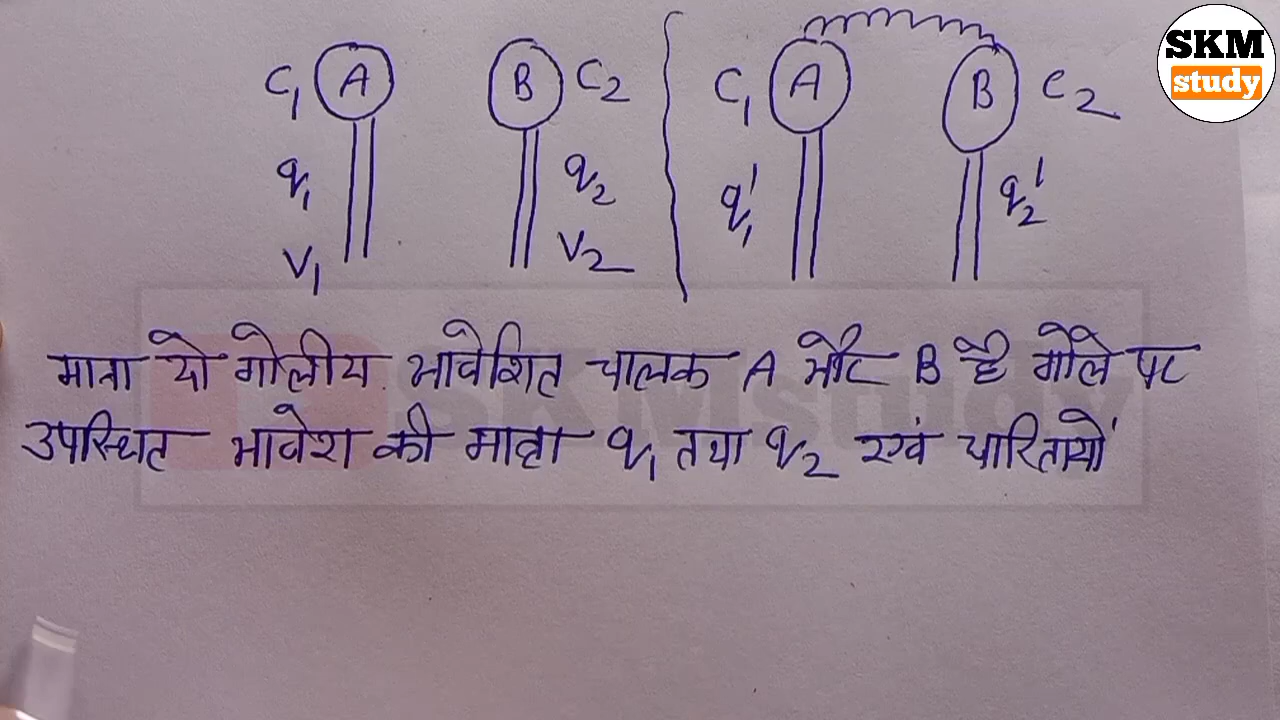 SKM
study
C₁ A B C₂ C₁ A B C₂
q₁ q₂ q₁' q₂'
V₁ V₂
माना दो गोलीय आवेशित चालक A और B है गोले पर
उपस्थित आवेश की मात्रा q₁ तथा q₂ एवं धारितायों
SKMstudy